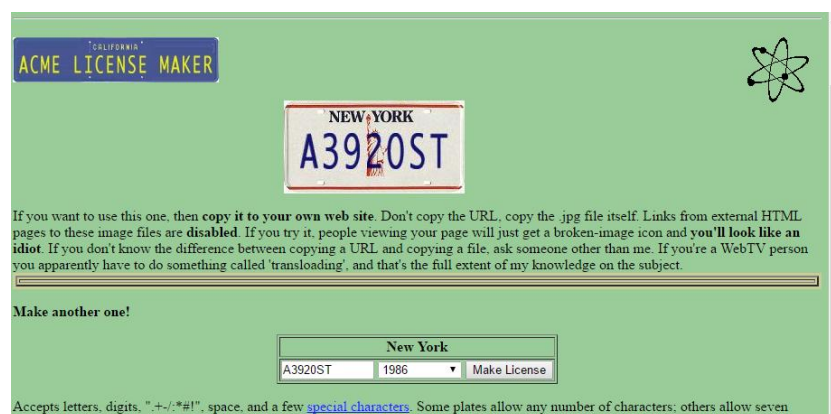 CALIFORNIA
ACME LICENSE MAKER
NEW YORK
A3920ST
If you want to use this one, then copy it to your own web site. Don't copy the URL, copy the .jpg file itself. Links from external HTML
pages to these image files are disabled. If you try it, people viewing your page will just get a broken-image icon and you'll look like an
idiot. If you don't know the difference between copying a URL and copying a file, ask someone other than me. If you're a WebTV person
you apparently have to do something called 'transloading', and that's the full extent of my knowledge on the subject.
Make another one!
New York
A3920ST 1986 Make License
Accepts letters, digits, ".+-/:*#!", space, and a few special characters. Some plates allow any number of characters; others allow seven